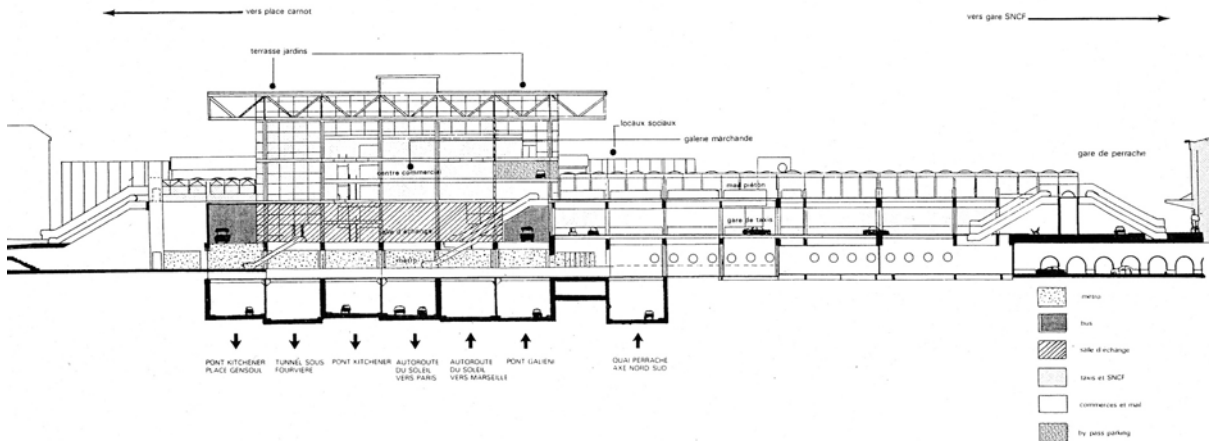 vers place carnot
vers gare SNCF
terrasse jardins
locaux sociaux
galerie marchande
gare de perrache
centre commercial
mail piéton
gare de taxis
salle d'échange
métro
PONT KITCHENER
PLACE GENSOUL
TUNNEL SOUS
FOURVIERE
PONT KITCHENER
AUTOROUTE
DU SOLEIL
VERS PARIS
AUTOROUTE
DU SOLEIL
VERS MARSEILLE
PONT GALIENI
QUAI PERRACHE
AXE NORD SUD
métro
bus
salle d'échange
taxis et SNCF
commerces et mail
by pass parking